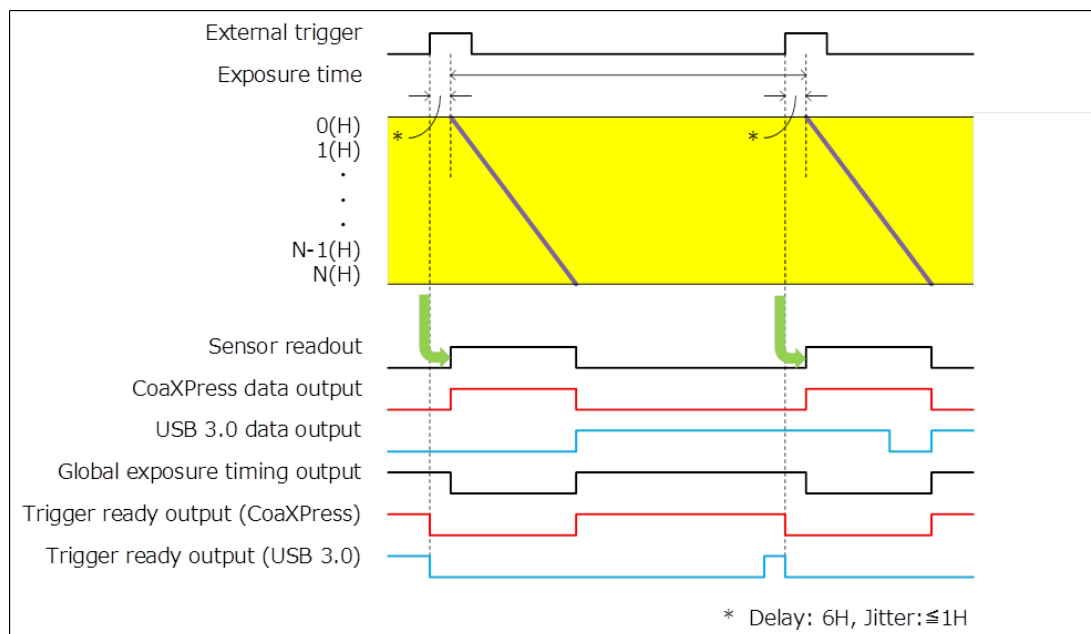 External trigger
Exposure time
*
*
0(H)
1(H)
・
・
・
N-1(H)
N(H)
Sensor readout
CoaXPress data output
USB 3.0 data output
Global exposure timing output
Trigger ready output (CoaXPress)
Trigger ready output (USB 3.0)
* Delay: 6H, Jitter:≦1H